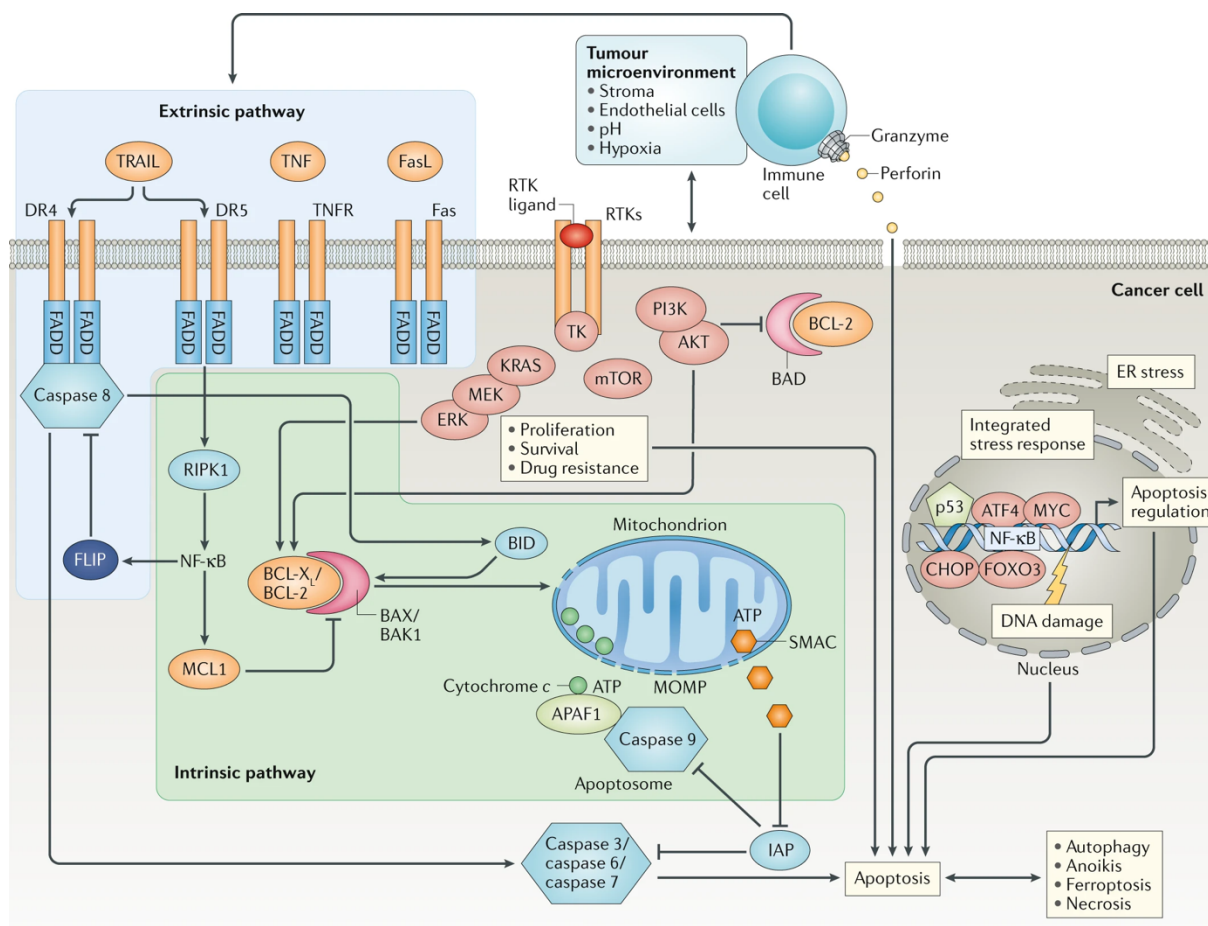 Tumour
microenvironment
• Stroma
• Endothelial cells
• pH
• Hypoxia
Immune
cell
Granzyme
Perforin
Extrinsic pathway
TRAIL
TNF
FasL
DR4
DR5
TNFR
Fas
RTK
ligand
RTKs
FADD
FADD
FADD
FADD
FADD
FADD
FADD
FADD
TK
PI3K
AKT
BCL-2
BAD
Cancer cell
KRAS
MEK
ERK
mTOR
Caspase 8
ER stress
• Proliferation
• Survival
• Drug resistance
Integrated
stress response
RIPK1
p53
ATF4
MYC
Apoptosis
regulation
NF-κB
CHOP
FOXO3
DNA damage
Nucleus
FLIP
NF-κB
BID
Mitochondrion
BCL-XL/
BCL-2
BAX/
BAK1
ATP
SMAC
MCL1
Cytochrome c
ATP
MOMP
APAF1
Caspase 9
Apoptosome
Intrinsic pathway
Caspase 3/
caspase 6/
caspase 7
IAP
Apoptosis
• Autophagy
• Anoikis
• Ferroptosis
• Necrosis